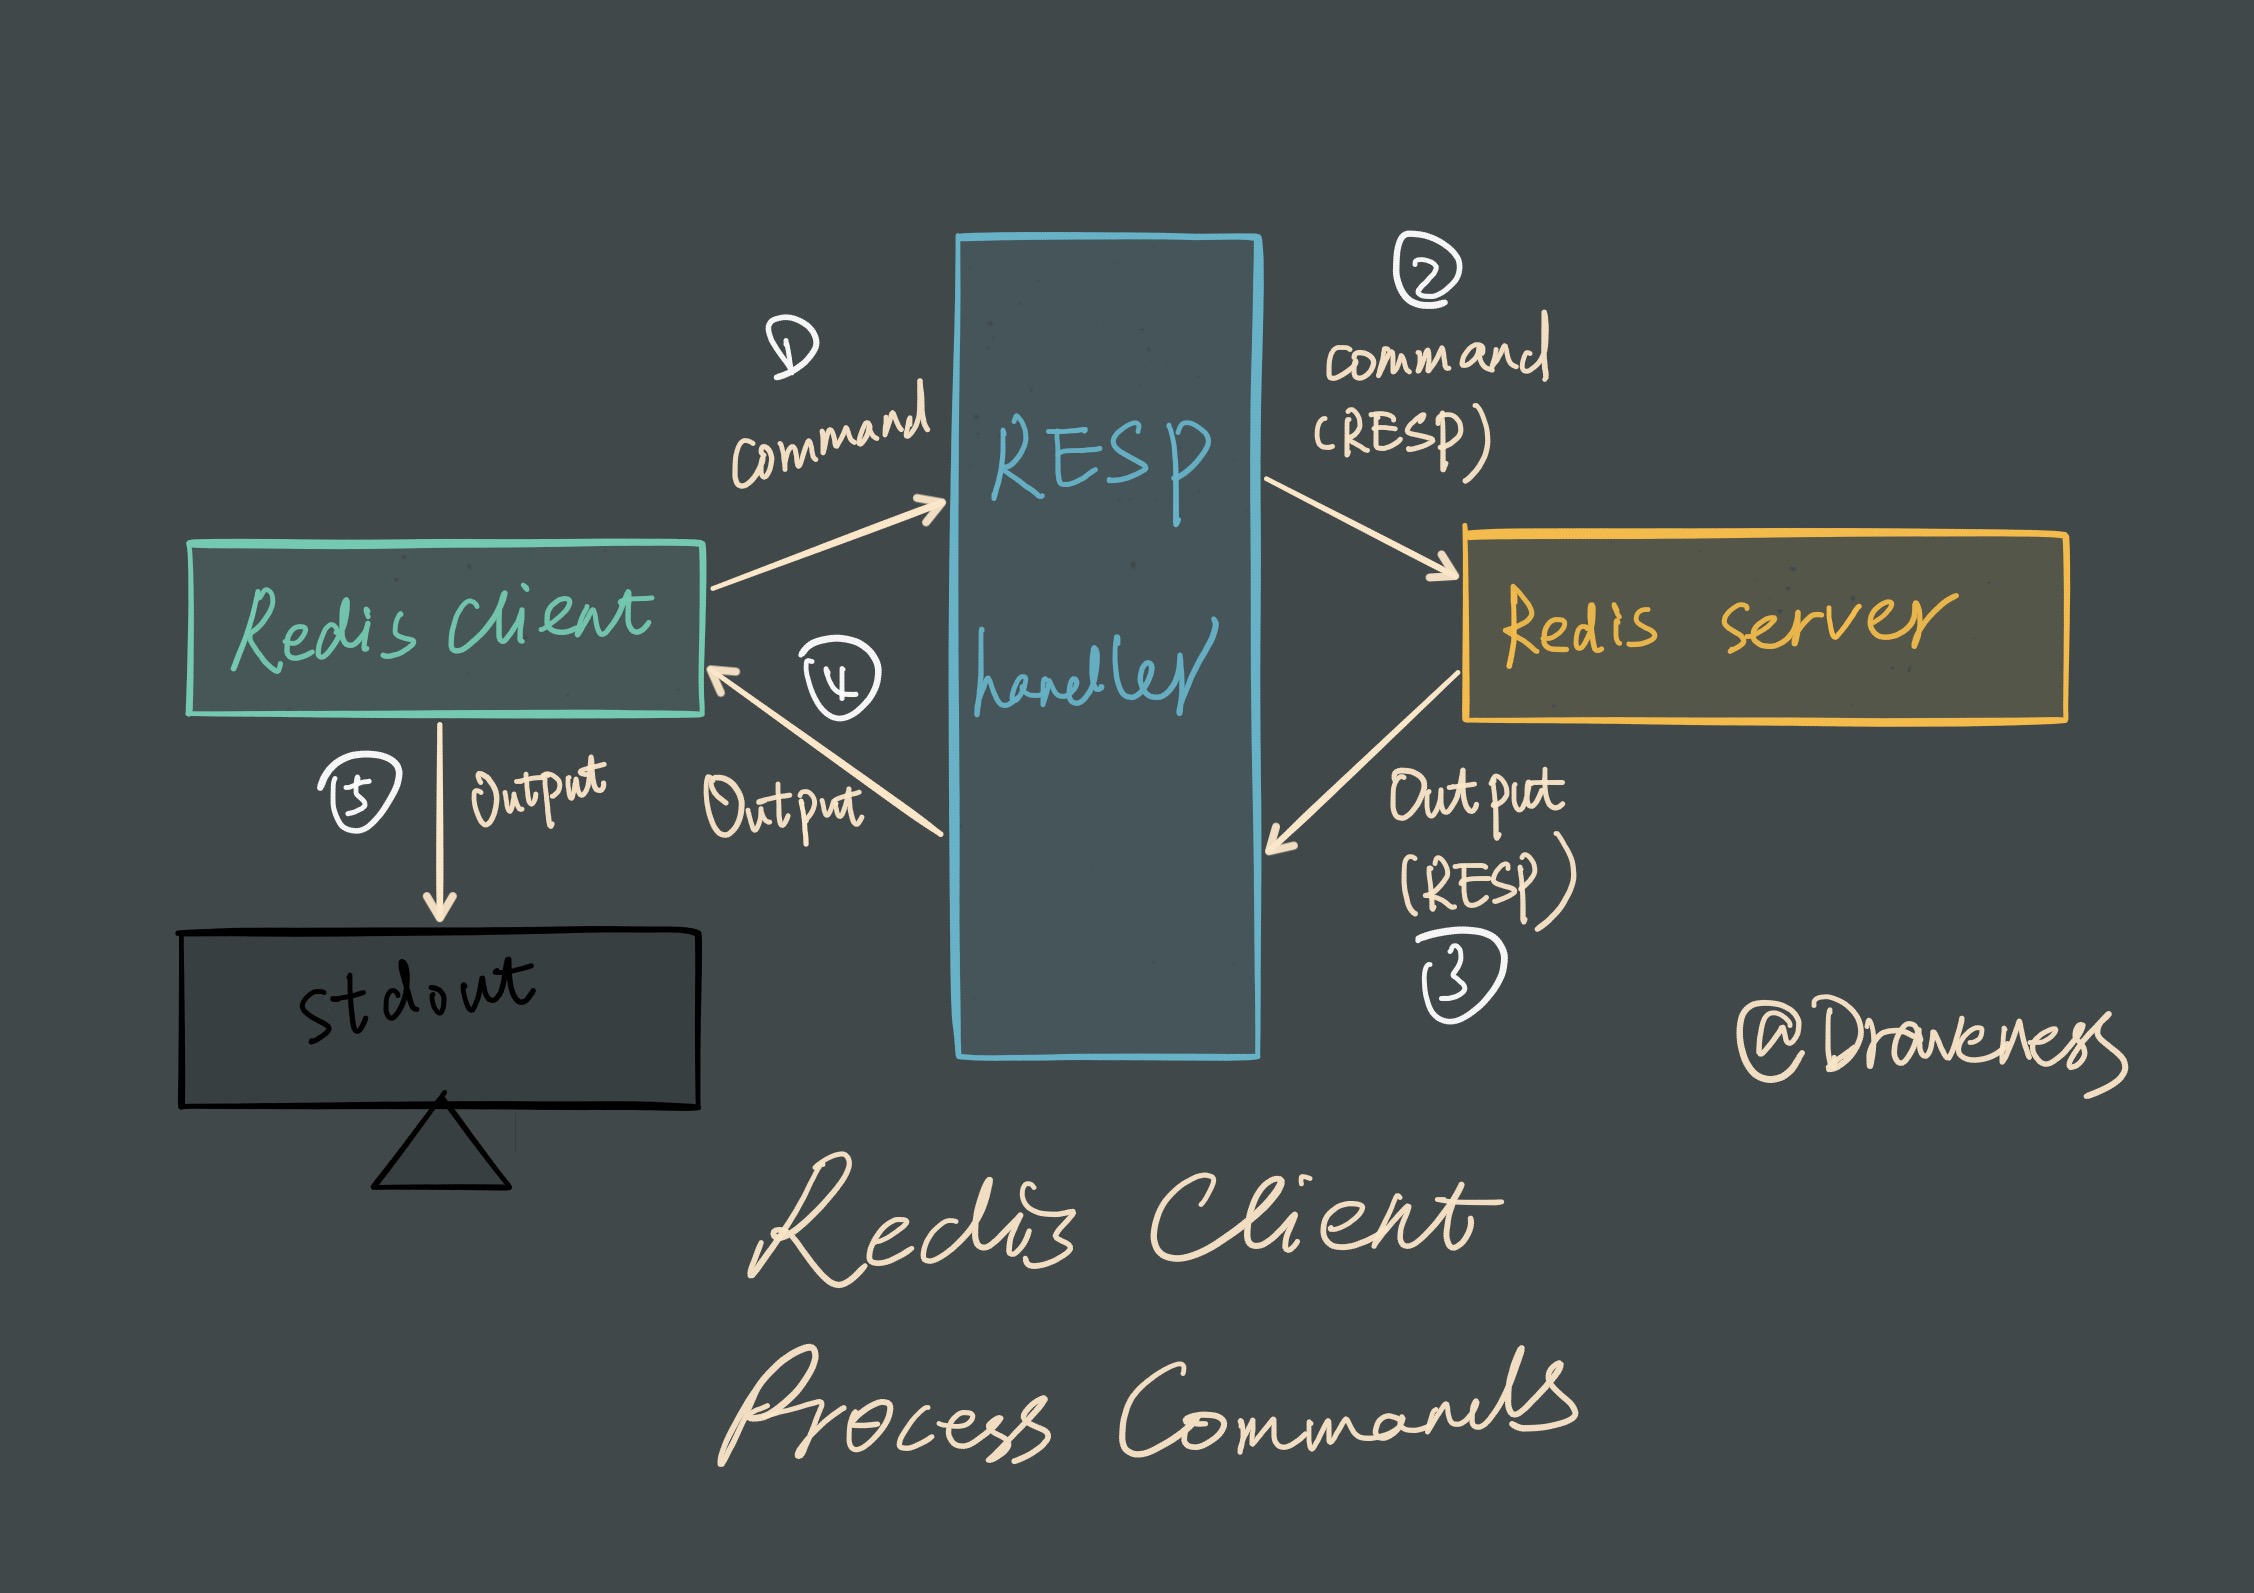 ①
Command
②
command
(RESP)
RESP
handler
Redis Client
Redis server
④
Output
⑤
Output
Output
(RESP)
③
stdout
@Draveness
Redis Client
Process Commands